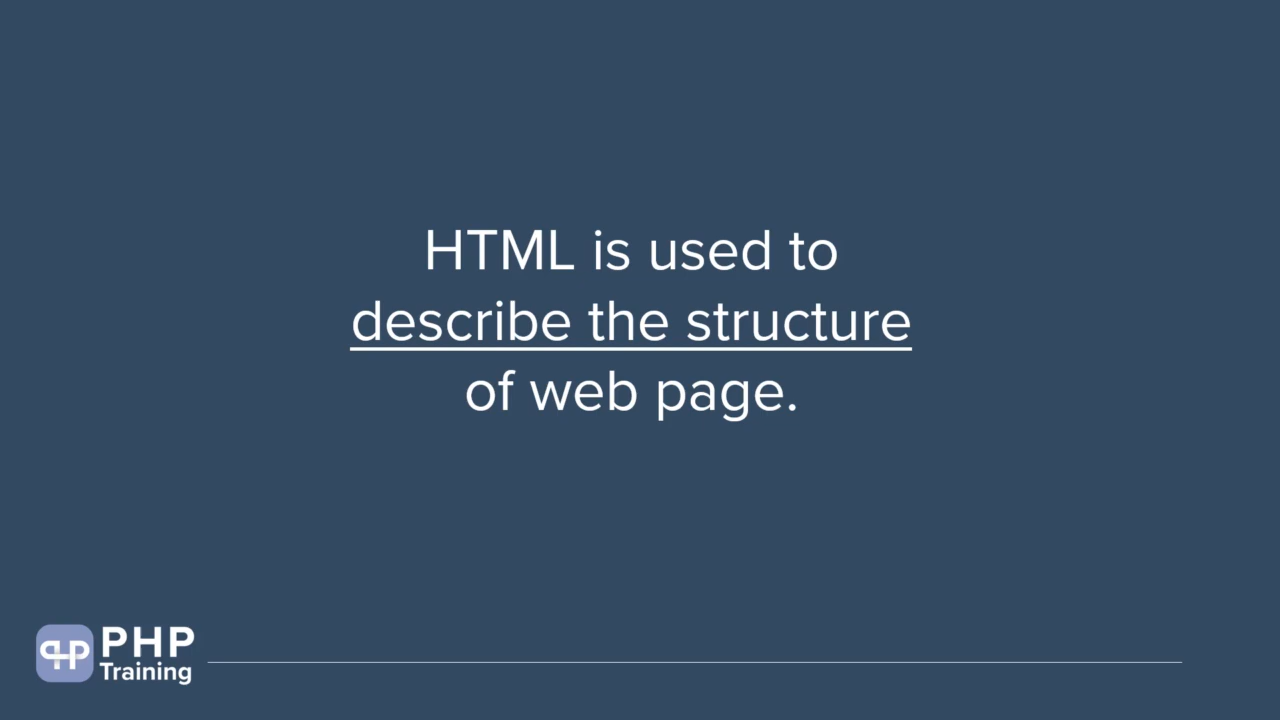 HTML is used to
describe the structure
of web page.
PHP
Training